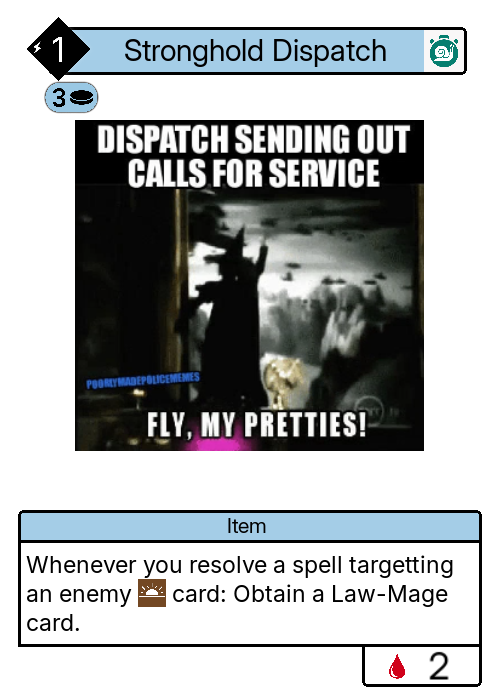 1
Stronghold Dispatch
3
DISPATCH SENDING OUT
CALLS FOR SERVICE
POORLYMADEPOLICEMEMES
FLY, MY PRETTIES!
Item
Whenever you resolve a spell targetting
an enemy card: Obtain a Law-Mage
card.
2